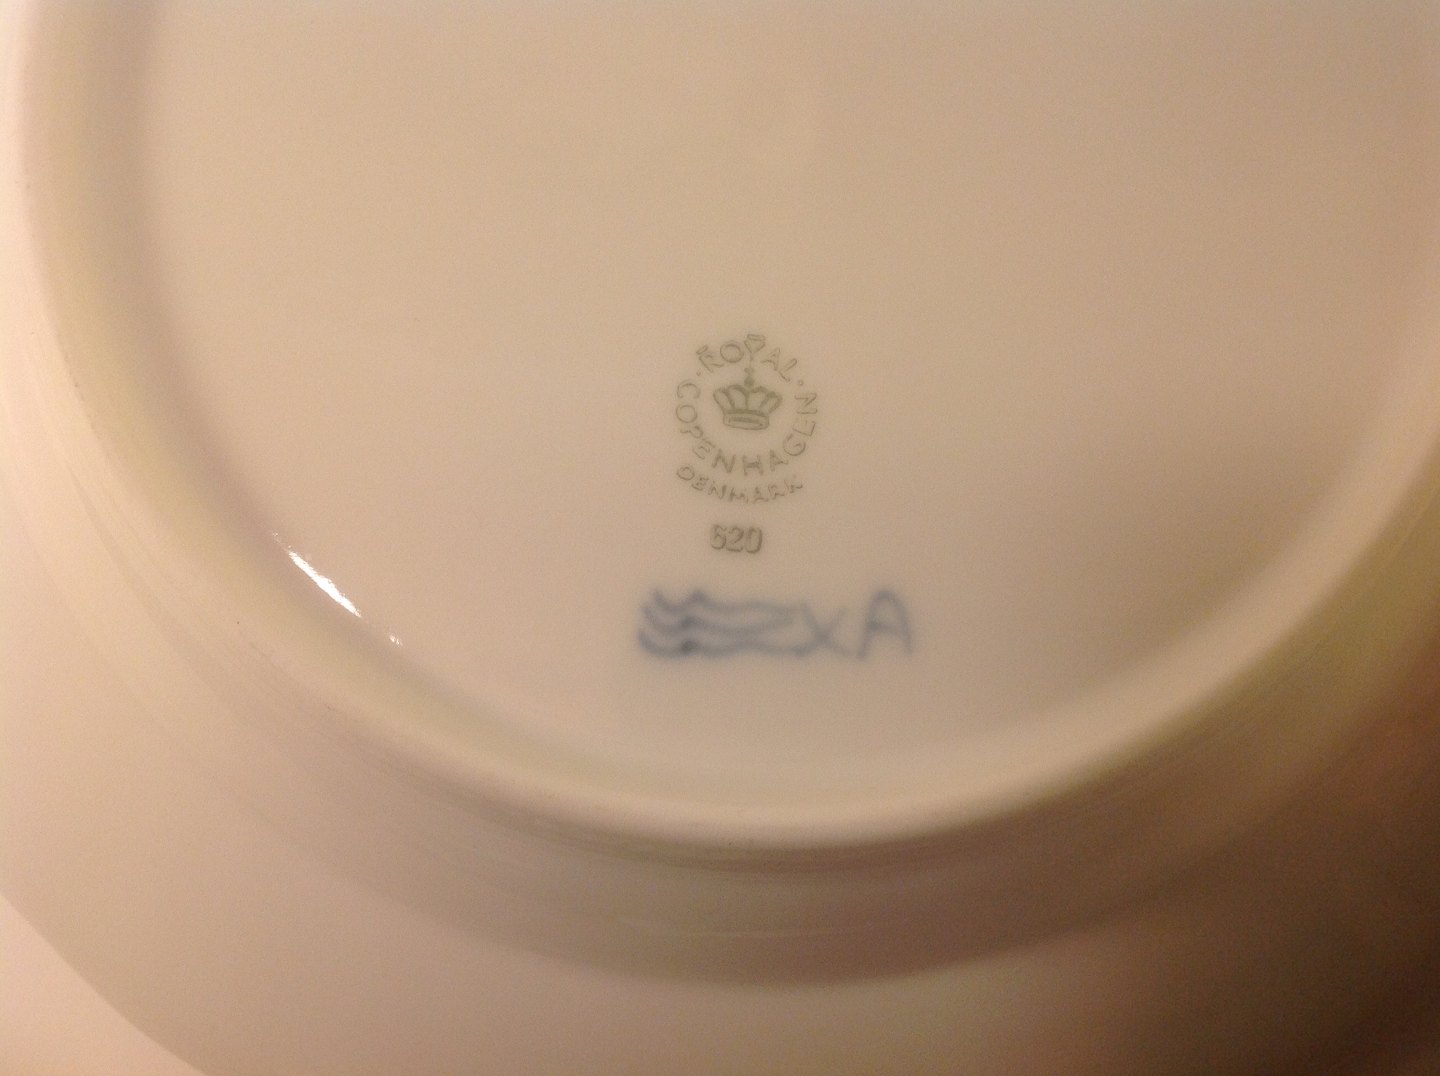 ROYAL
COPENHAGEN
DENMARK
620
XA